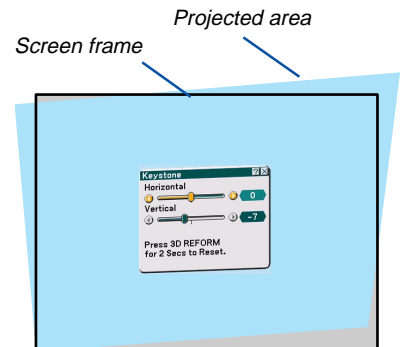 Projected area
Screen frame
Keystone
Horizontal
0
Vertical
-7
Press 3D REFORM
for 2 Secs to Reset.